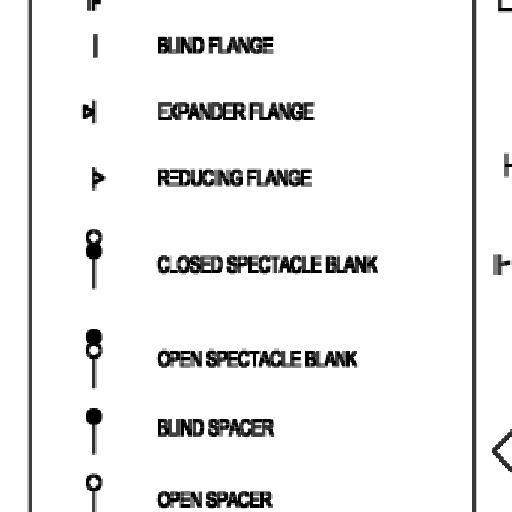 BLIND FLANGE
EXPANDER FLANGE
REDUCING FLANGE
CLOSED SPECTACLE BLANK
OPEN SPECTACLE BLANK
BLIND SPACER
OPEN SPACER